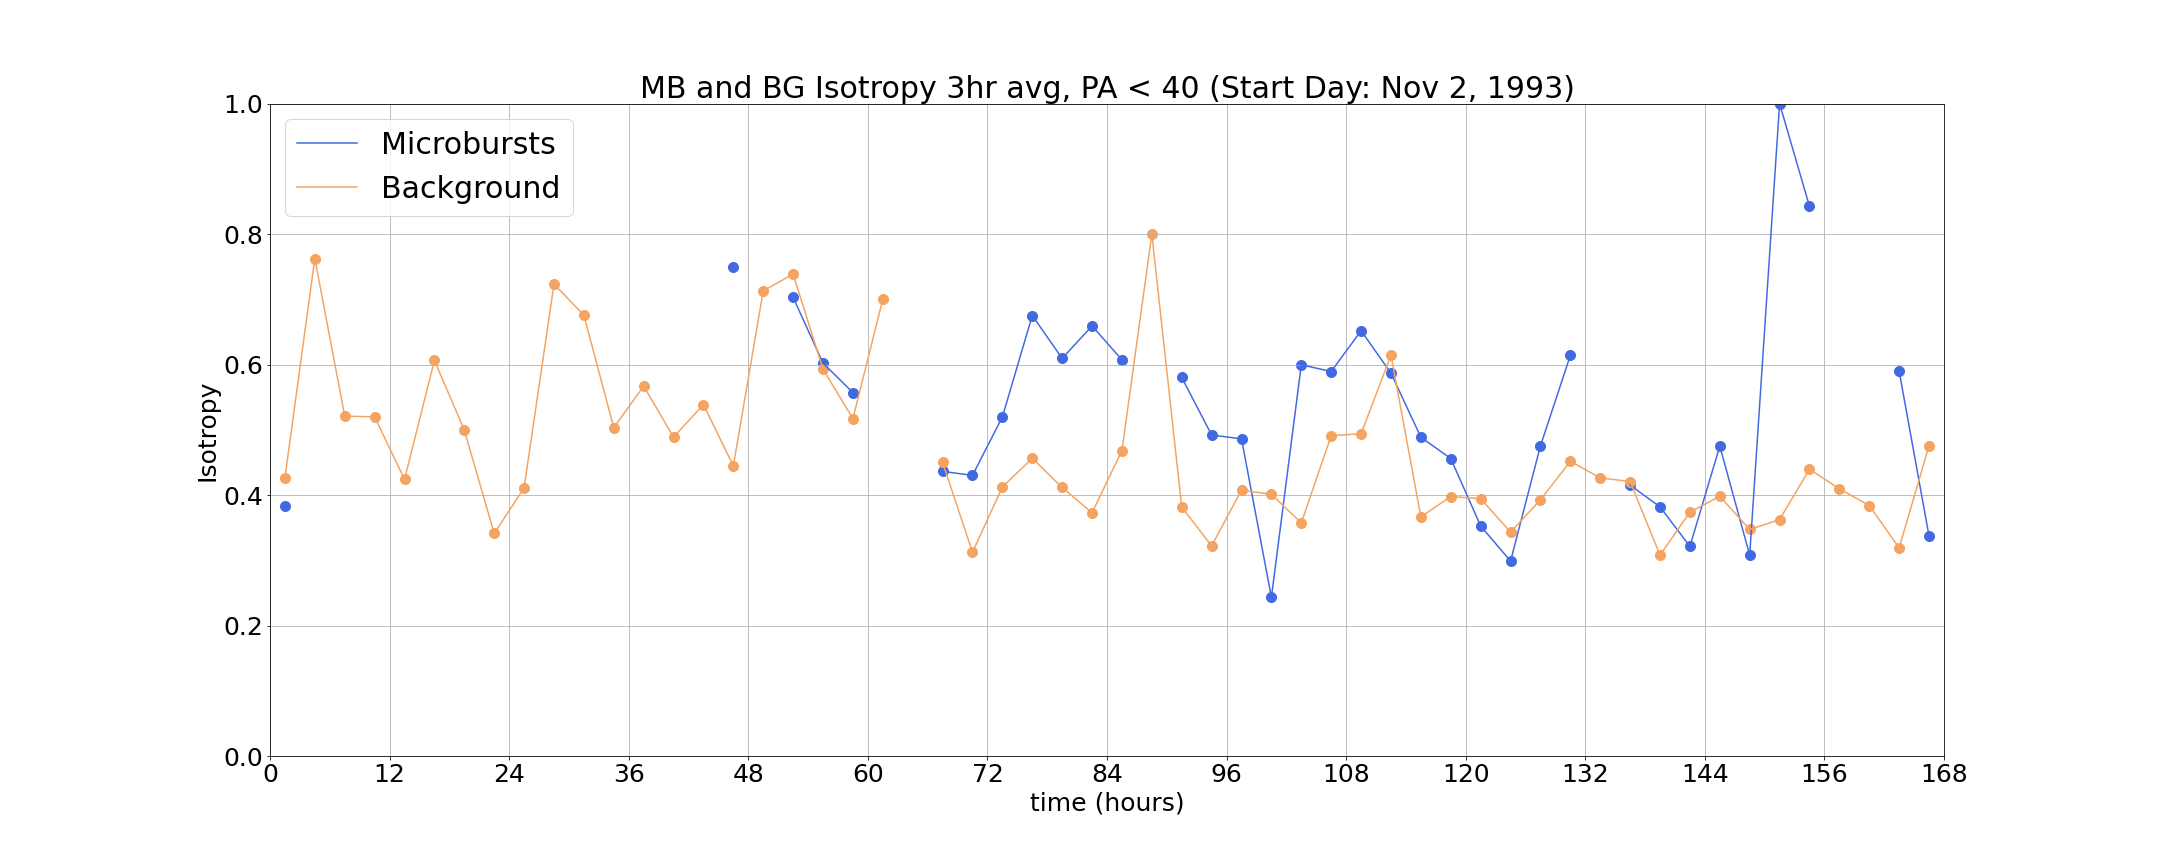 MB and BG Isotropy 3hr avg, PA < 40 (Start Day: Nov 2, 1993)
1.0
0.8
0.6
0.4
0.2
0.0
Isotropy
Microbursts
Background
0 12 24 36 48 60 72 84 96 108 120 132 144 156 168
time (hours)